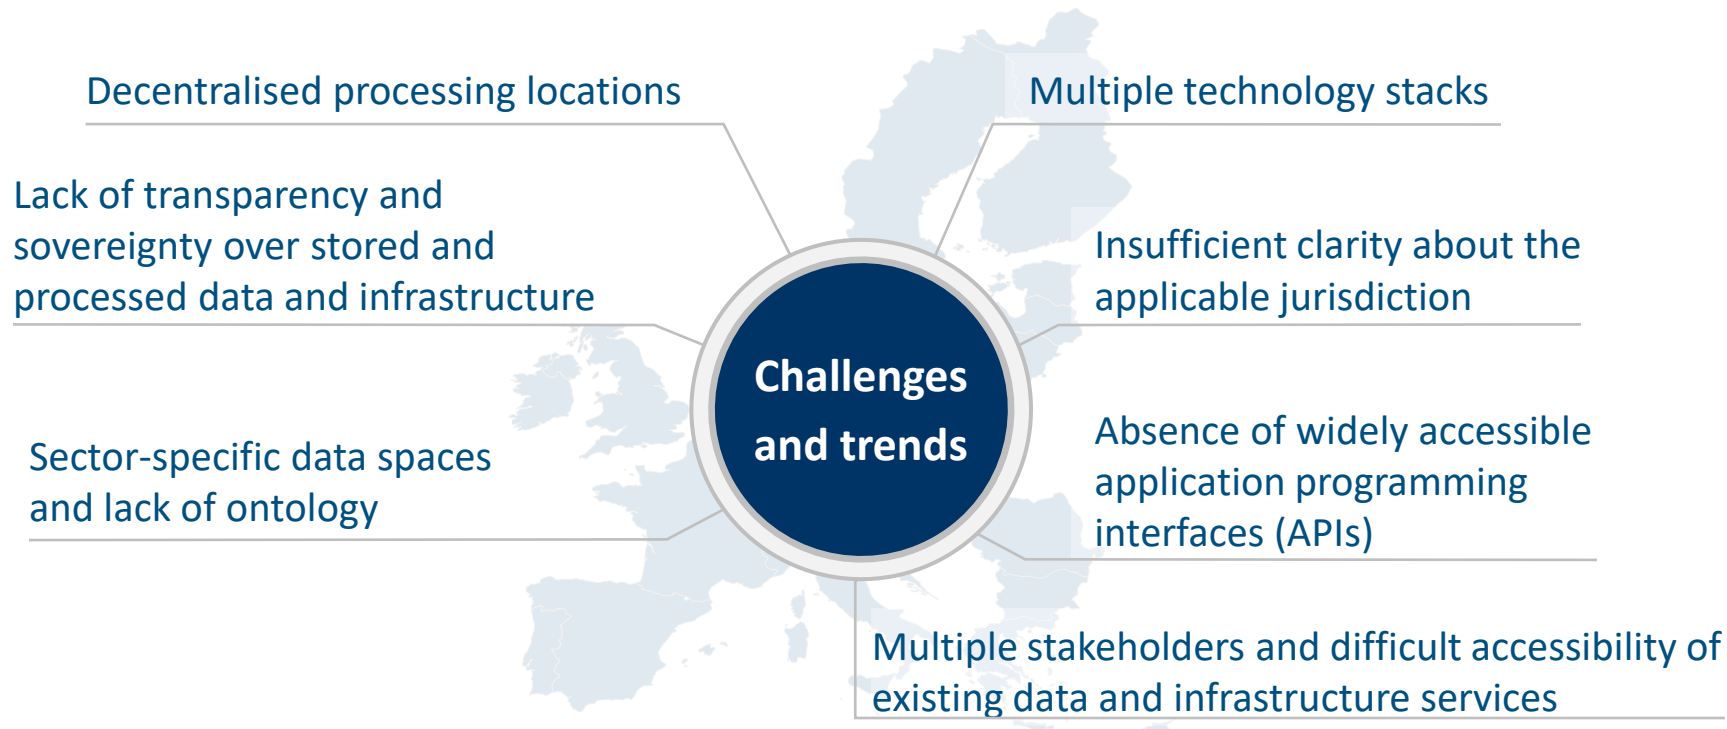 Decentralised processing locations
Multiple technology stacks
Lack of transparency and
sovereignty over stored and
processed data and infrastructure
Insufficient clarity about the
applicable jurisdiction
Challenges
and trends
Sector-specific data spaces
and lack of ontology
Absence of widely accessible
application programming
interfaces (APIs)
Multiple stakeholders and difficult accessibility of
existing data and infrastructure services